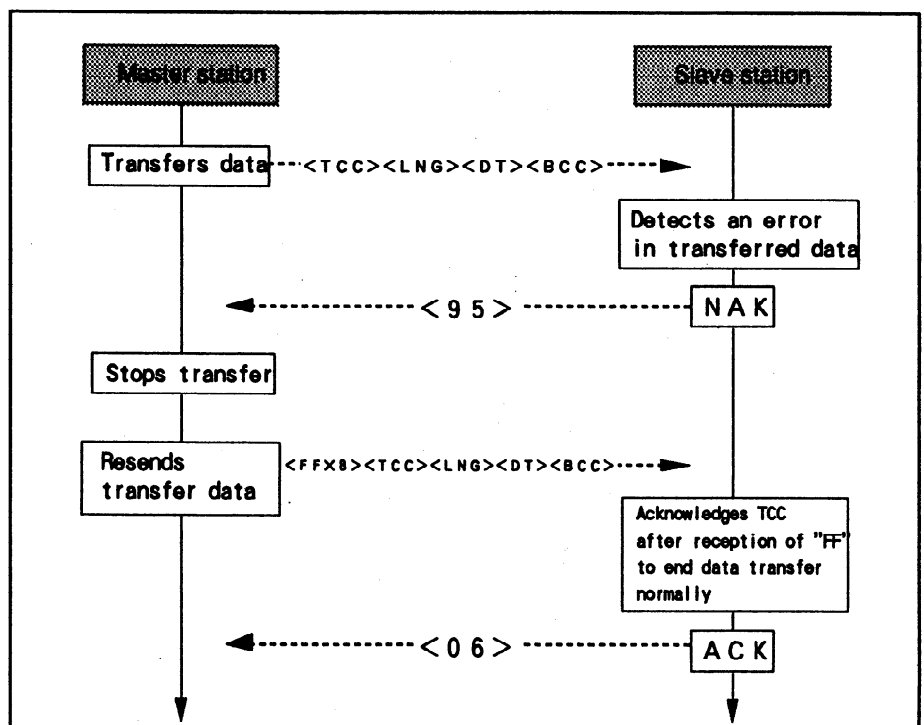 Master station
Slave station
Transfers data
<TCC><LNG><DT><BCC>
Detects an error
in transferred data
<95>
NAK
Stops transfer
Resends
transfer data
<FF×8><TCC><LNG><DT><BCC>
Acknowledges TCC
after reception of "FF"
to end data transfer
normally
<06>
ACK